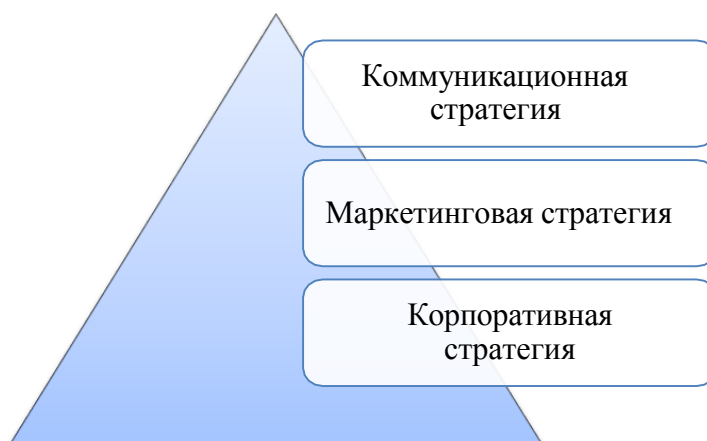 Коммуникационная
стратегия
Маркетинговая стратегия
Корпоративная
стратегия